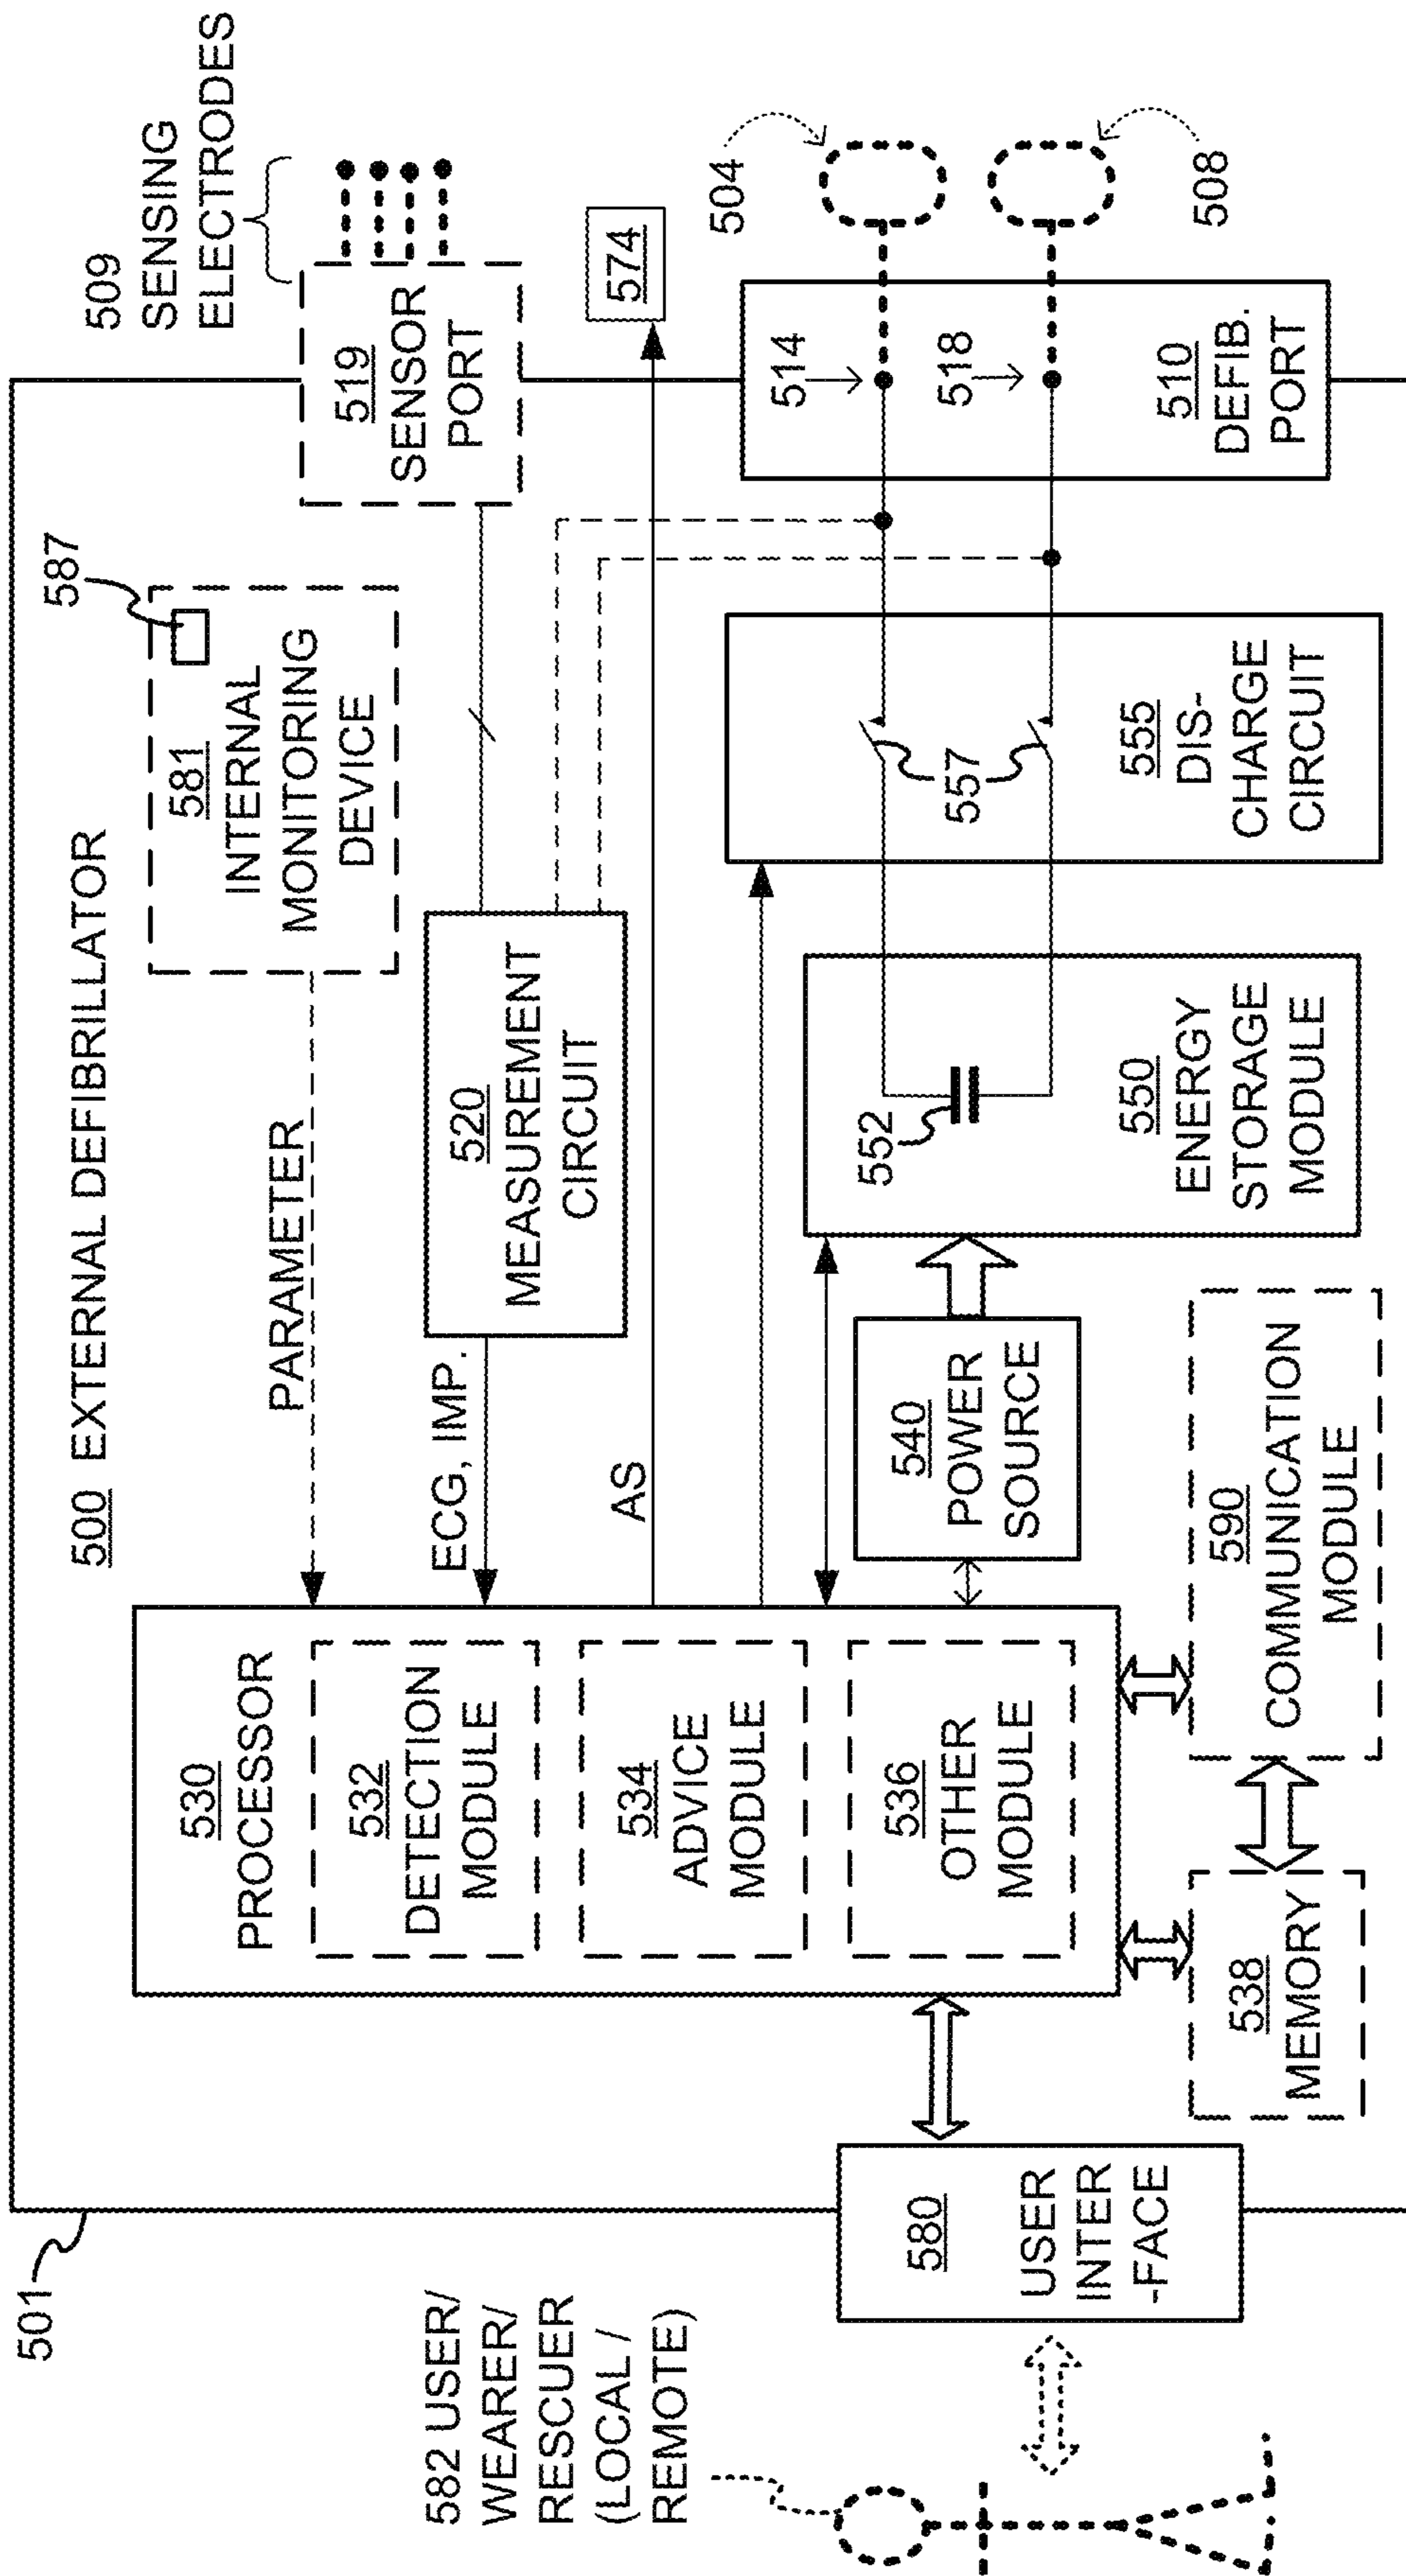 501
500 EXTERNAL DEFIBRILLATOR
582 USER/
WEARER/
RESCUER
(LOCAL /
REMOTE)
580
USER
INTER
-FACE
530
PROCESSOR
532
DETECTION
MODULE
534
ADVICE
MODULE
536
OTHER
MODULE
538
MEMORY
590
COMMUNICATION
MODULE
PARAMETER
ECG, IMP.
AS
581
INTERNAL
MONITORING
DEVICE
587
520
MEASUREMENT
CIRCUIT
540
POWER
SOURCE
552
550
ENERGY
STORAGE
MODULE
557
555
DIS-
CHARGE
CIRCUIT
509
SENSING
ELECTRODES
519
SENSOR
PORT
574
514
518
510
DEFIB.
PORT
504
508